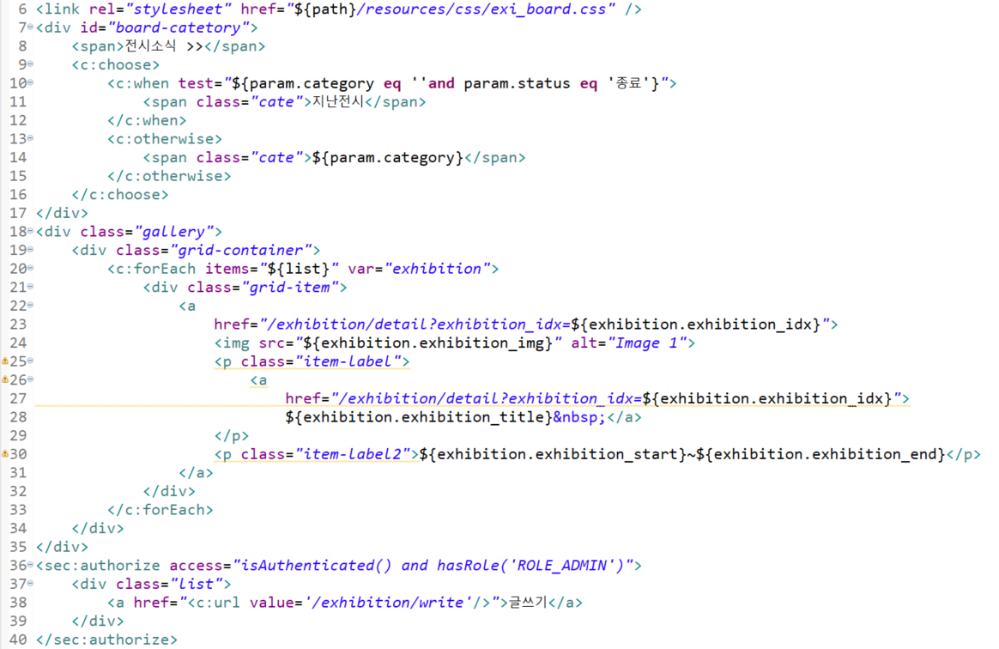 6 <link rel="stylesheet" href="${path}/resources/css/exi_board.css" />
7 <div id="board-catetory">
8 <span>전시소식 >></span>
9 <c:choose>
10 <c:when test="${param.category eq ''and param.status eq '종료'}">
11 <span class="cate">지난전시</span>
12 </c:when>
13 <c:otherwise>
14 <span class="cate">${param.category}</span>
15 </c:otherwise>
16 </c:choose>
17 </div>
18 <div class="gallery">
19 <div class="grid-container">
20 <c:forEach items="${list}" var="exhibition">
21 <div class="grid-item">
22 <a
23 href="/exhibition/detail?exhibition_idx=${exhibition.exhibition_idx}">
24 <img src="${exhibition.exhibition_img}" alt="Image 1">
25 <p class="item-label">
26 <a
27 href="/exhibition/detail?exhibition_idx=${exhibition.exhibition_idx}">
28 ${exhibition.exhibition_title}&nbsp;</a>
29 </p>
30 <p class="item-label2">${exhibition.exhibition_start}~${exhibition.exhibition_end}</p>
31 </a>
32 </div>
33 </c:forEach>
34 </div>
35 </div>
36 <sec:authorize access="isAuthenticated() and hasRole('ROLE_ADMIN')">
37 <div class="list">
38 <a href="<c:url value='/exhibition/write'/>">글쓰기</a>
39 </div>
40 </sec:authorize>